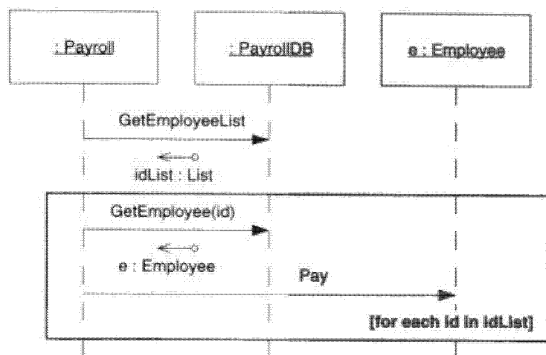 : Payroll
: PayrollDB
e : Employee
GetEmployeeList
idList : List
GetEmployee(id)
e : Employee
Pay
[for each id in idList]